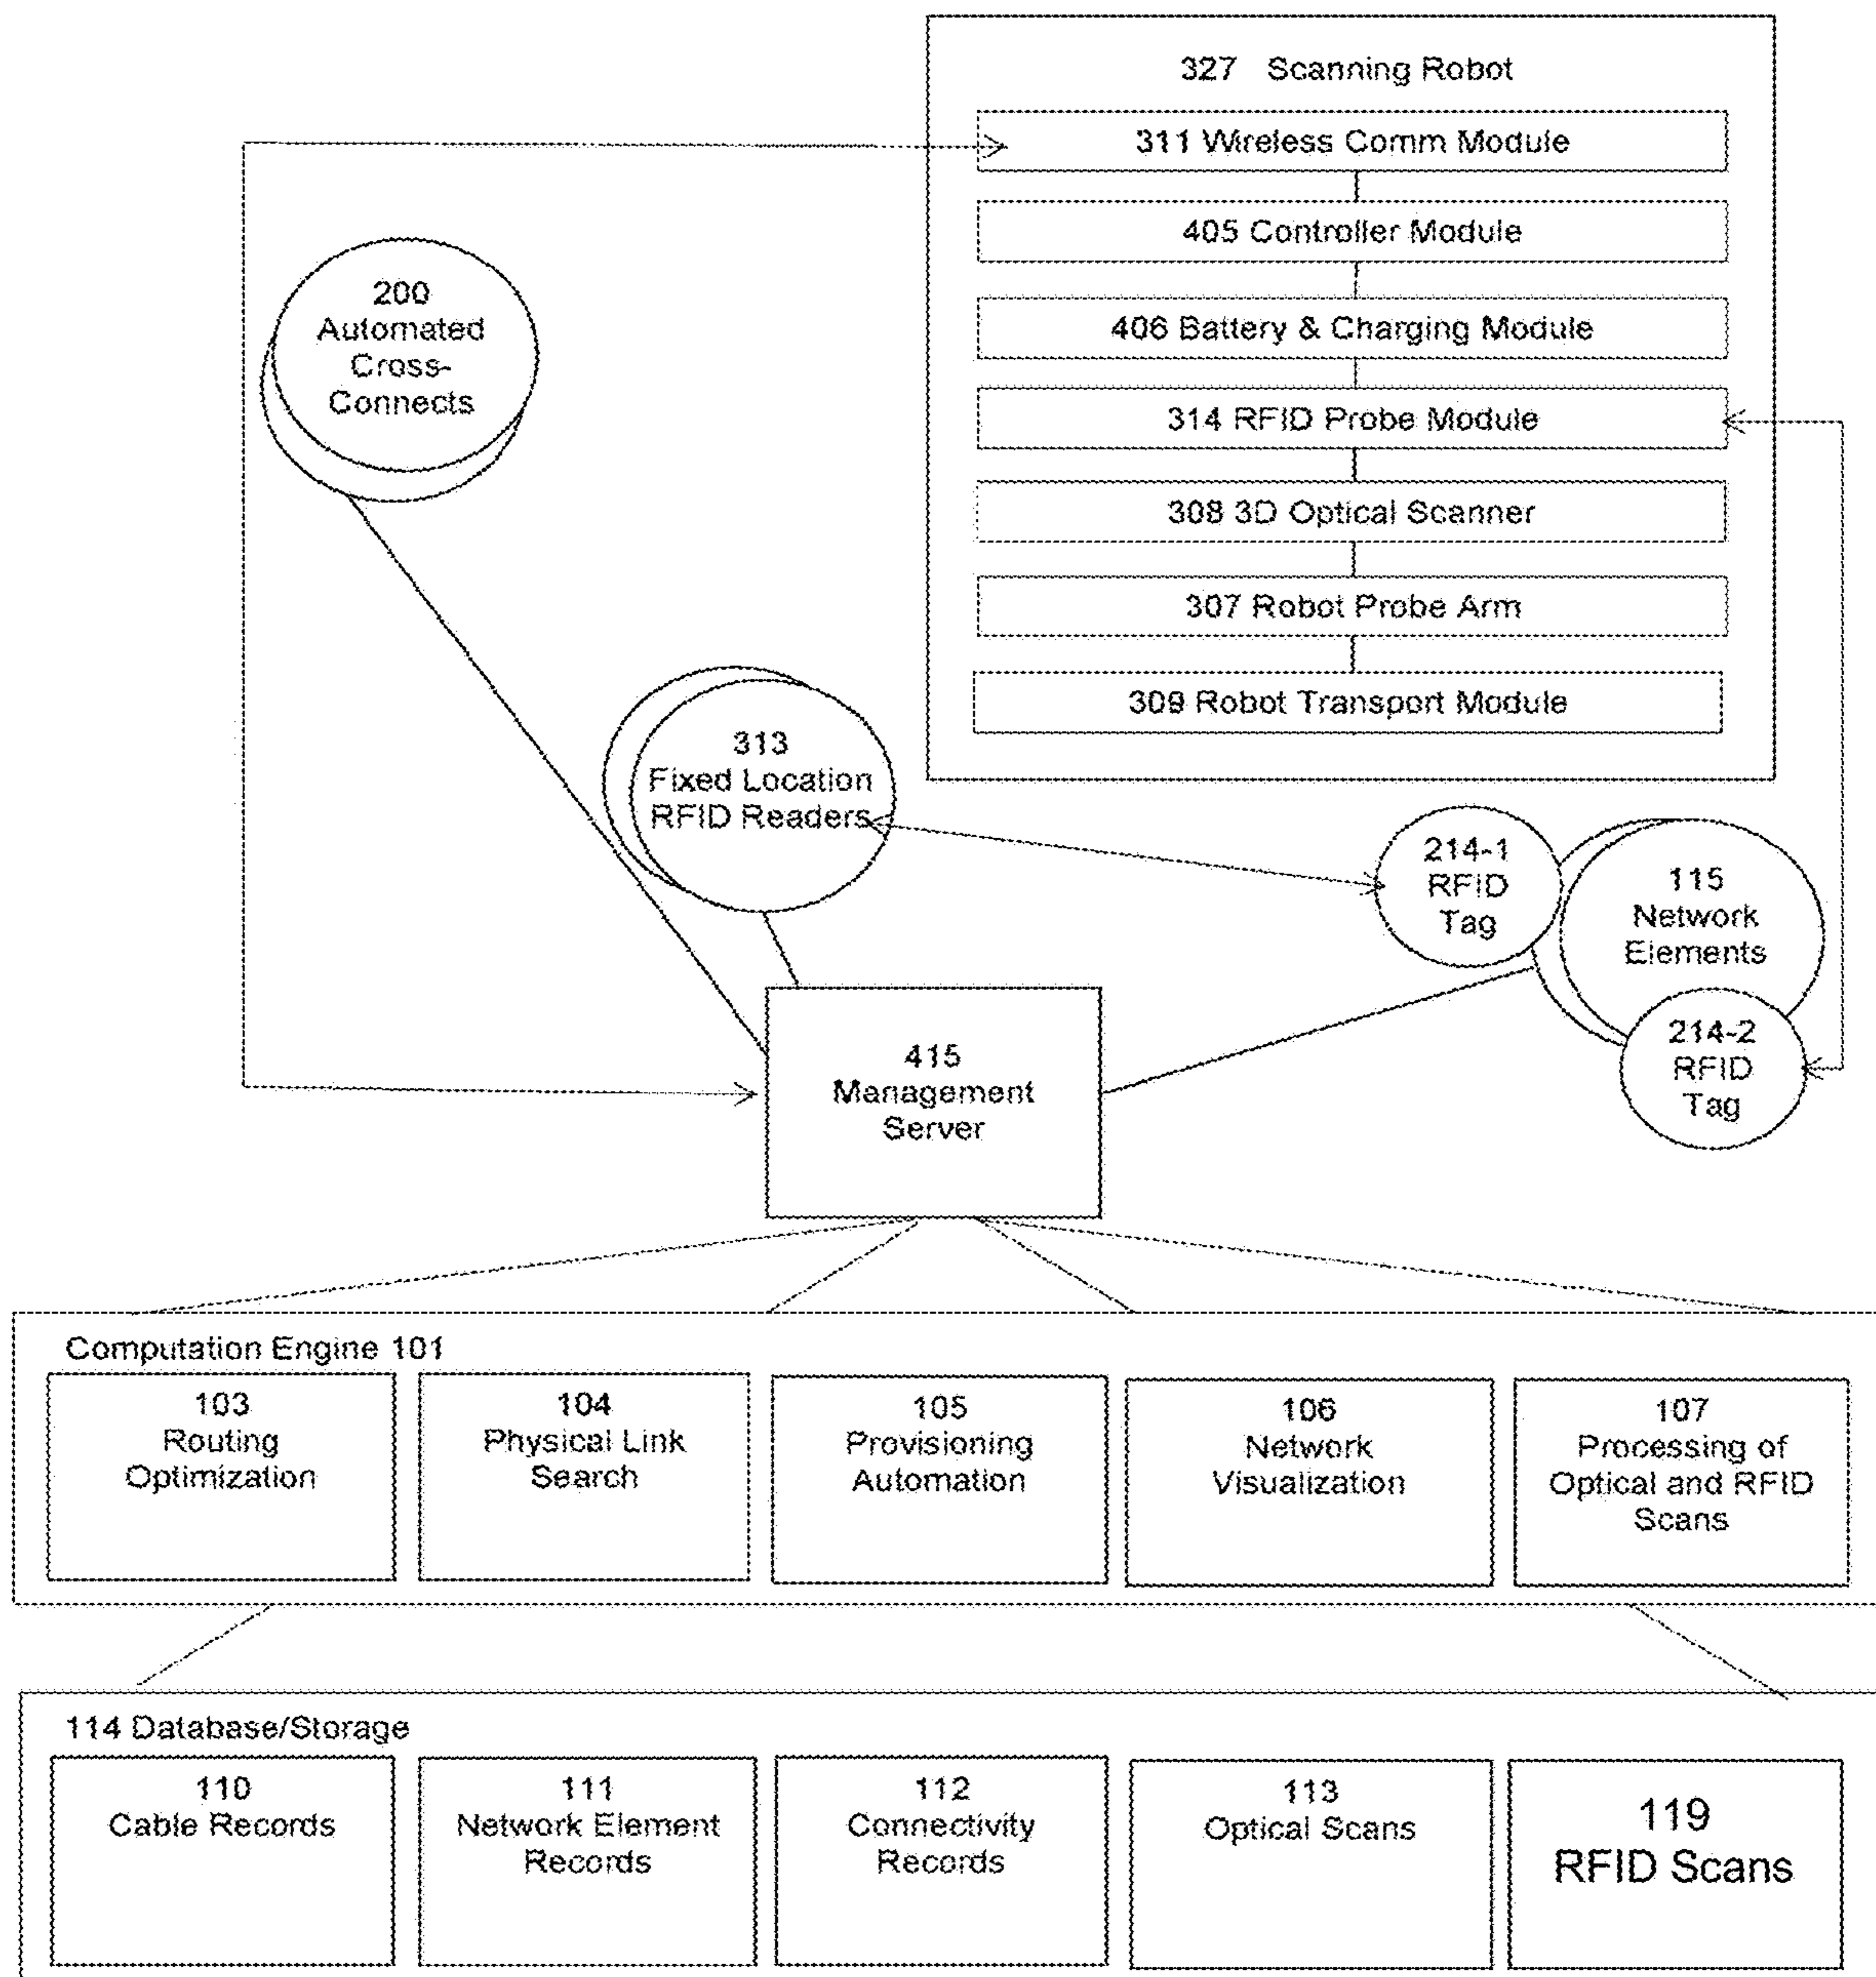 327 Scanning Robot
311 Wireless Comm Module
405 Controller Module
406 Battery & Charging Module
314 RFID Probe Module
308 3D Optical Scanner
307 Robot Probe Arm
309 Robot Transport Module
200
Automated
Cross-
Connects
313
Fixed Location
RFID Readers
214-1
RFID
Tag
115
Network
Elements
214-2
RFID
Tag
415
Management
Server
Computation Engine 101
103
Routing
Optimization
104
Physical Link
Search
105
Provisioning
Automation
106
Network
Visualization
107
Processing of
Optical and RFID
Scans
114 Database/Storage
110
Cable Records
111
Network Element
Records
112
Connectivity
Records
113
Optical Scans
119
RFID Scans